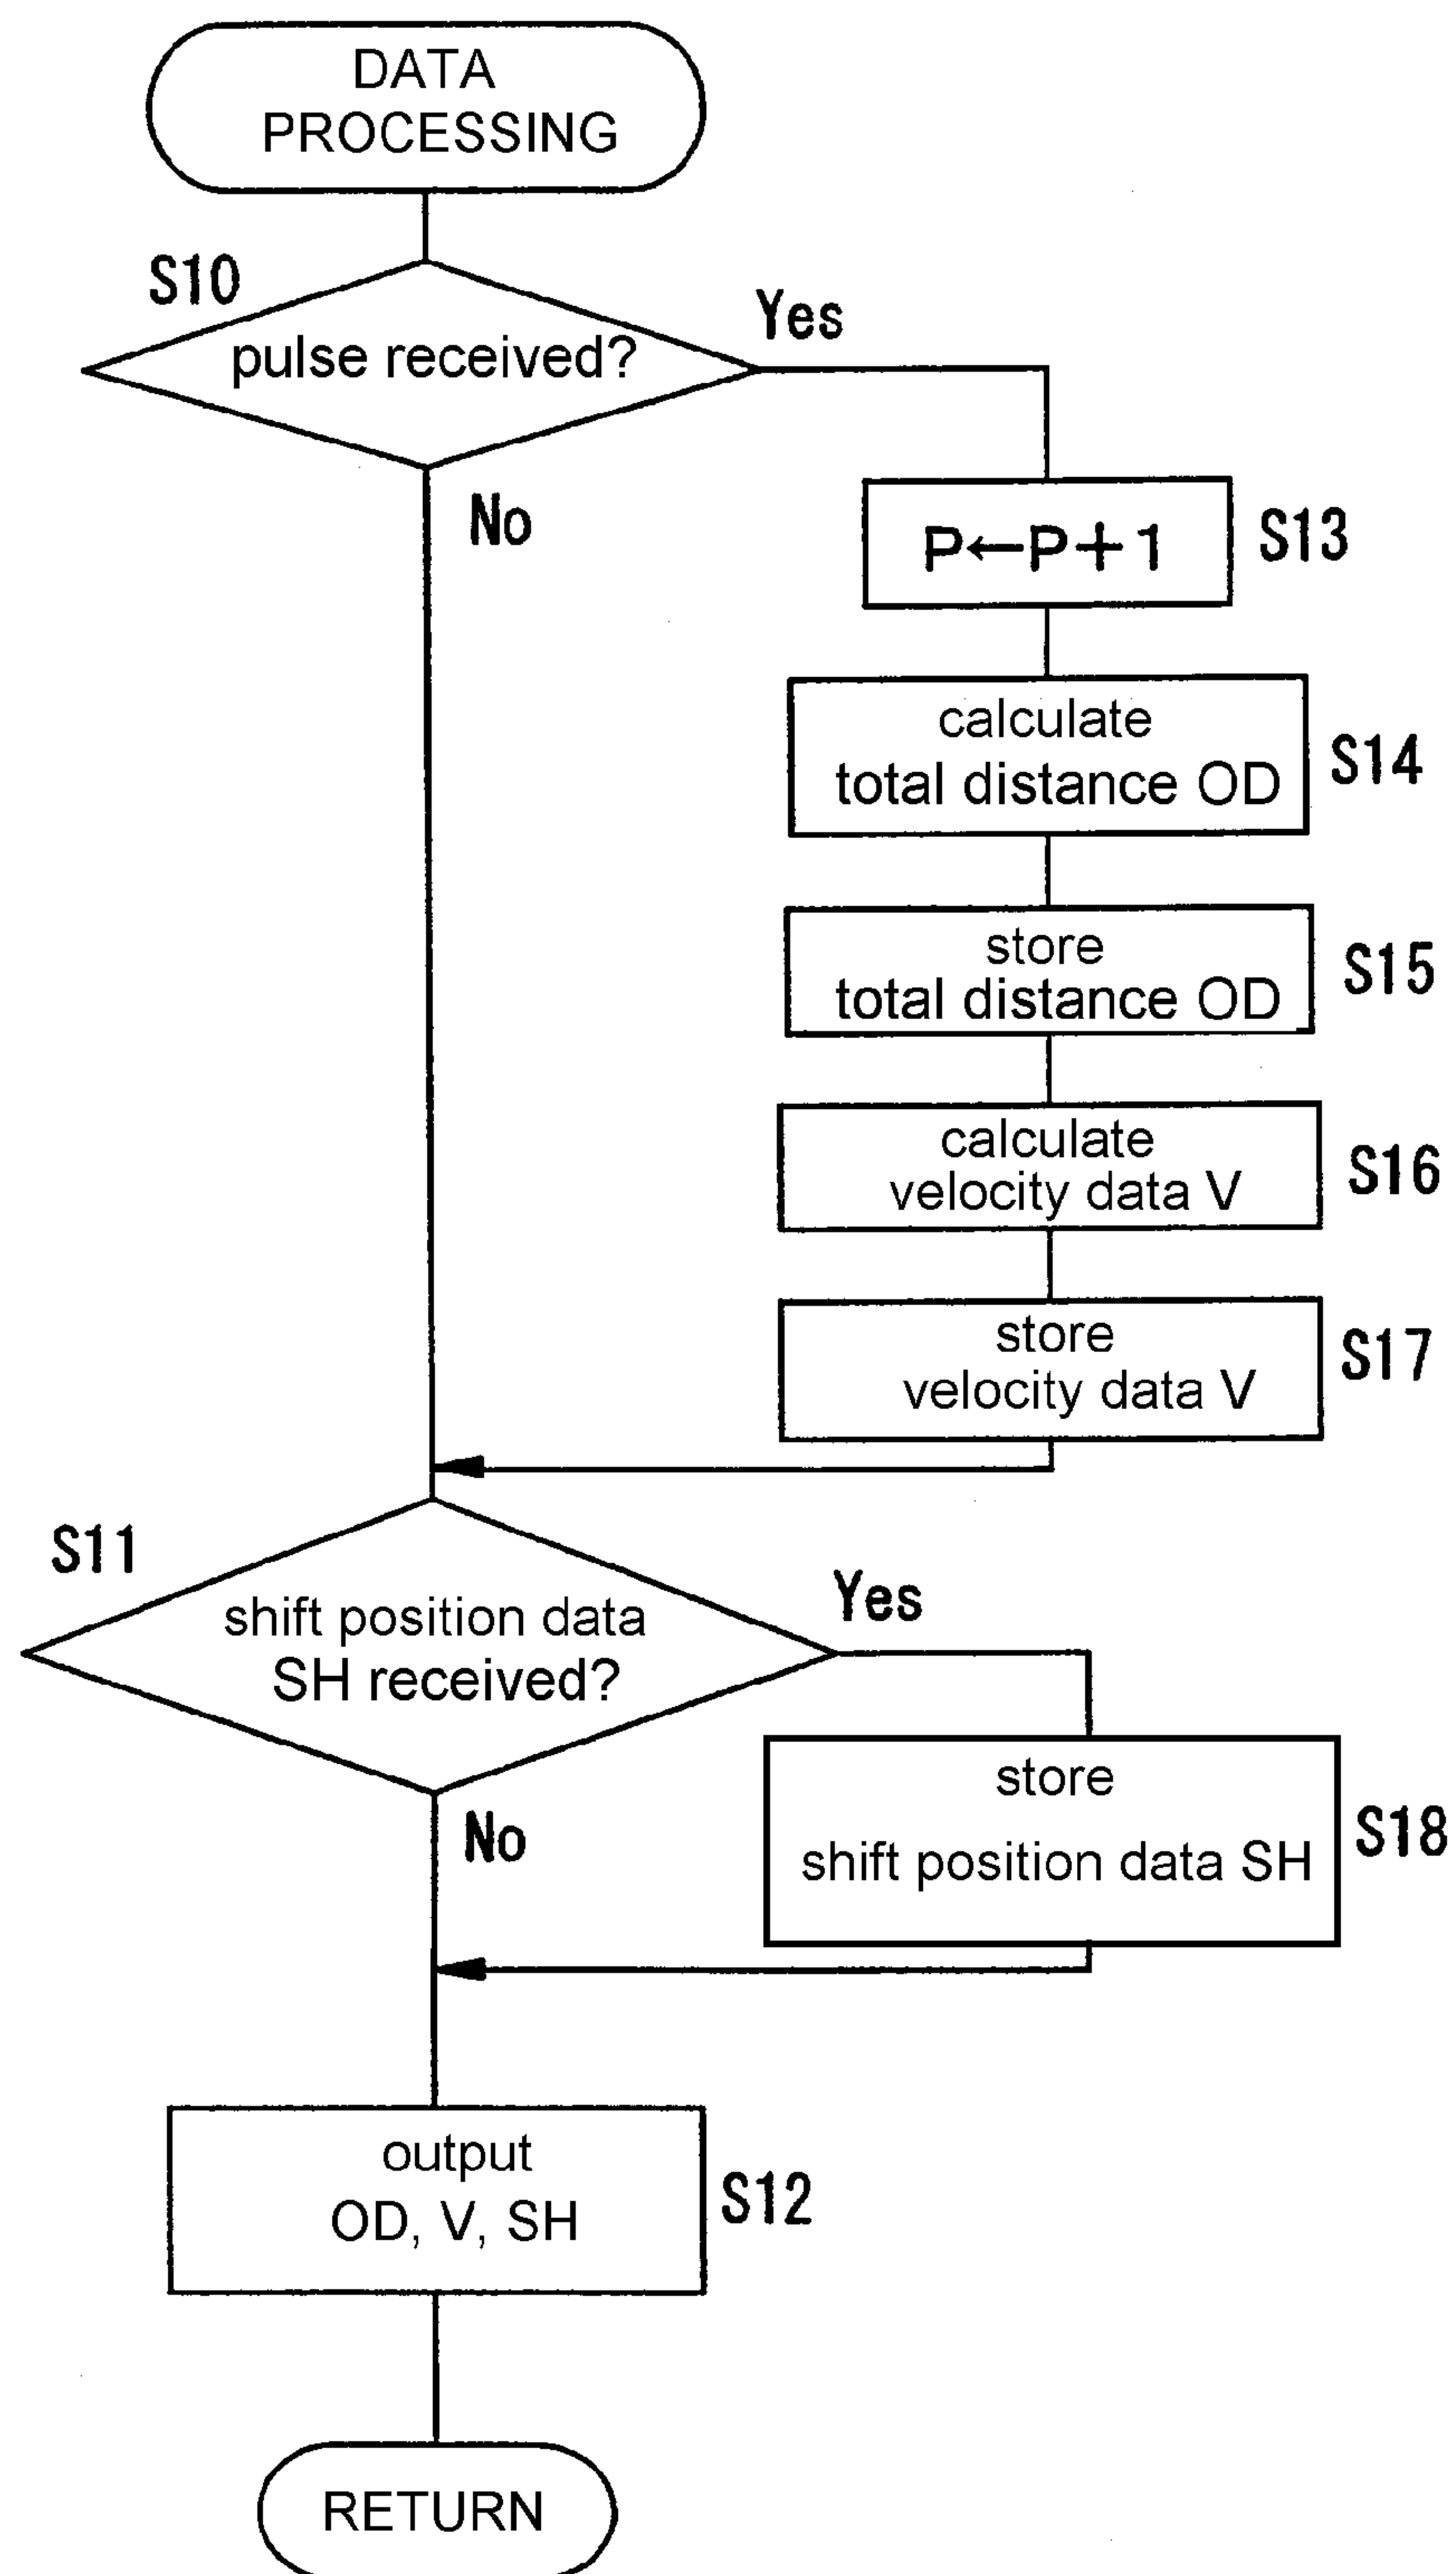 DATA
PROCESSING
S10
pulse received?
Yes
No
P←P+1
S13
calculate
total distance OD
S14
store
total distance OD
S15
calculate
velocity data V
S16
store
velocity data V
S17
S11
shift position data
SH received?
Yes
No
store
shift position data SH
S18
output
OD, V, SH
S12
RETURN